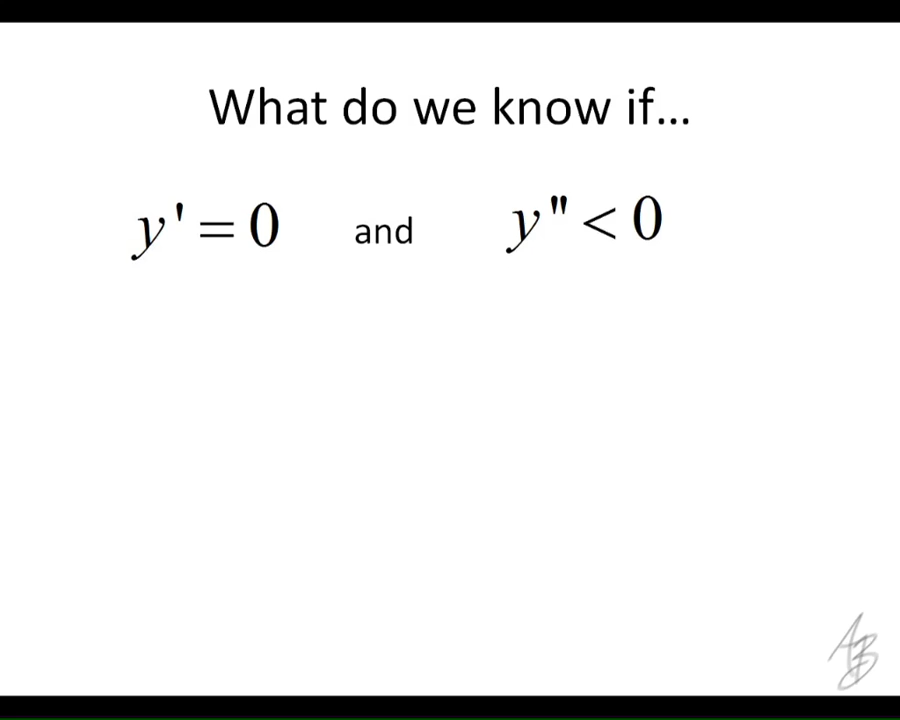 What do we know if...
y' = 0 and y" < 0